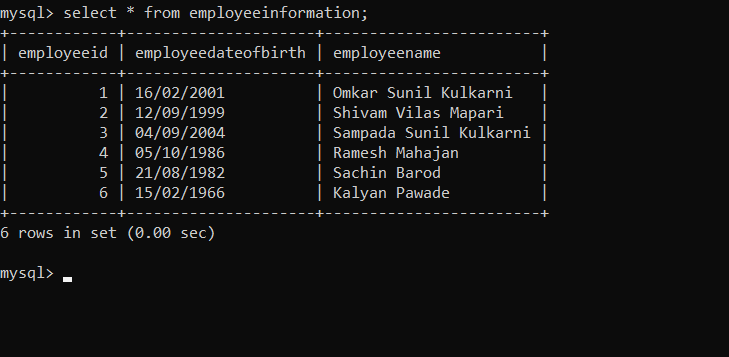 mysql> select * from employeeinformation;
+------------+---------------------+------------------------+
| employeeid | employeedateofbirth | employeename           |
+------------+---------------------+------------------------+
|          1 | 16/02/2001          | Omkar Sunil Kulkarni   |
|          2 | 12/09/1999          | Shivam Vilas Mapari    |
|          3 | 04/09/2004          | Sampada Sunil Kulkarni |
|          4 | 05/10/1986          | Ramesh Mahajan         |
|          5 | 21/08/1982          | Sachin Barod           |
|          6 | 15/02/1966          | Kalyan Pawade          |
+------------+---------------------+------------------------+
6 rows in set (0.00 sec)
mysql>